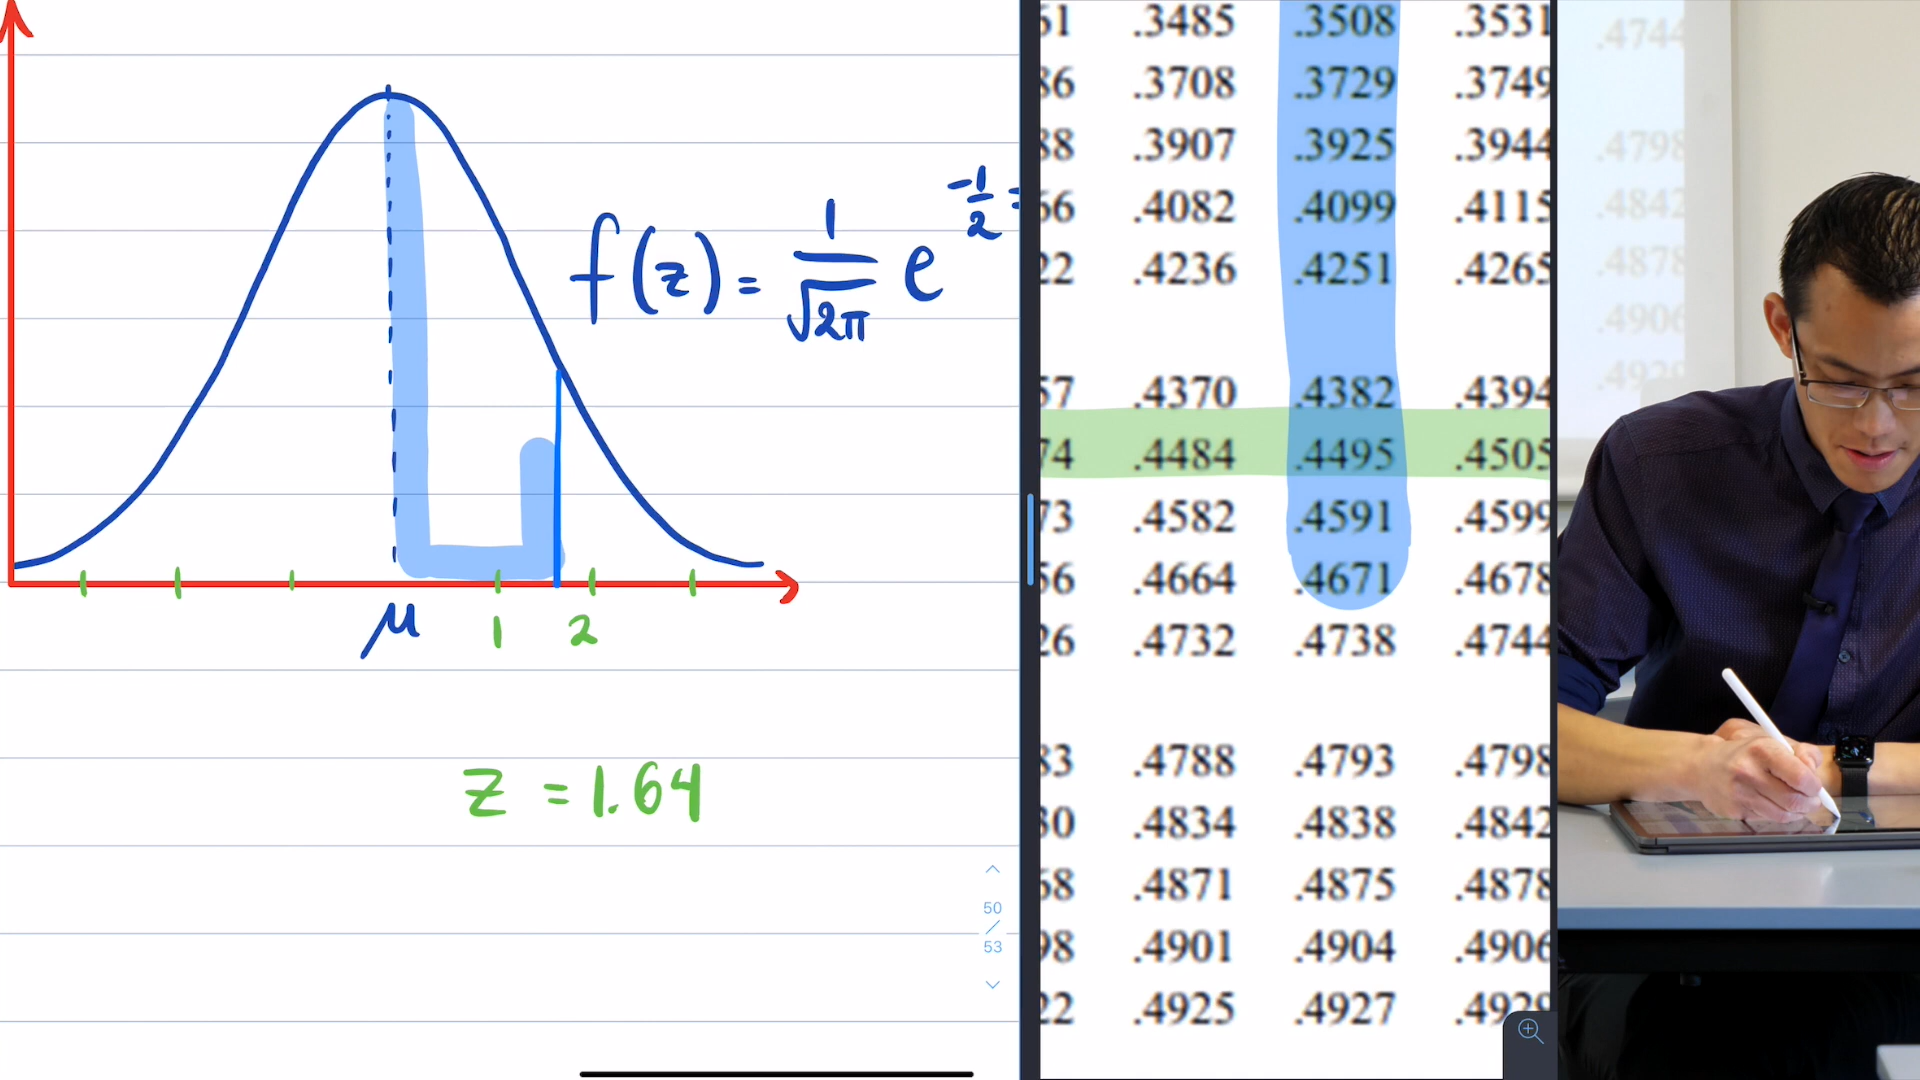 f(z) = 1/√2π e^-1/2
μ 1 2
z = 1.64
50
/
53
.3485 .3508 .3531
86 .3708 .3729 .3749
88 .3907 .3925 .3944
66 .4082 .4099 .4115
22 .4236 .4251 .4265
57 .4370 .4382 .4394
74 .4484 .4495 .4505
73 .4582 .4591 .4599
56 .4664 .4671 .4678
26 .4732 .4738 .4744
83 .4788 .4793 .4798
30 .4834 .4838 .4842
68 .4871 .4875 .4878
98 .4901 .4904 .4906
22 .4925 .4927 .4929
.4744
.4798
.4842
.4878
.4906
.4929